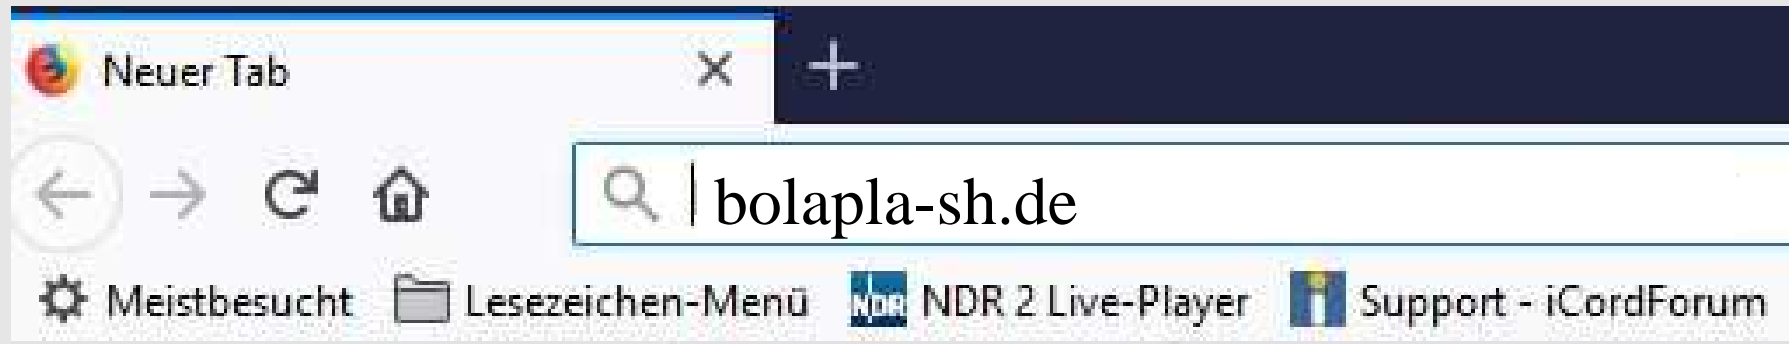 Neuer Tab
bolapla-sh.de
Meistbesucht Lesezeichen-Menü NDR NDR 2 Live-Player Support - iCordForum